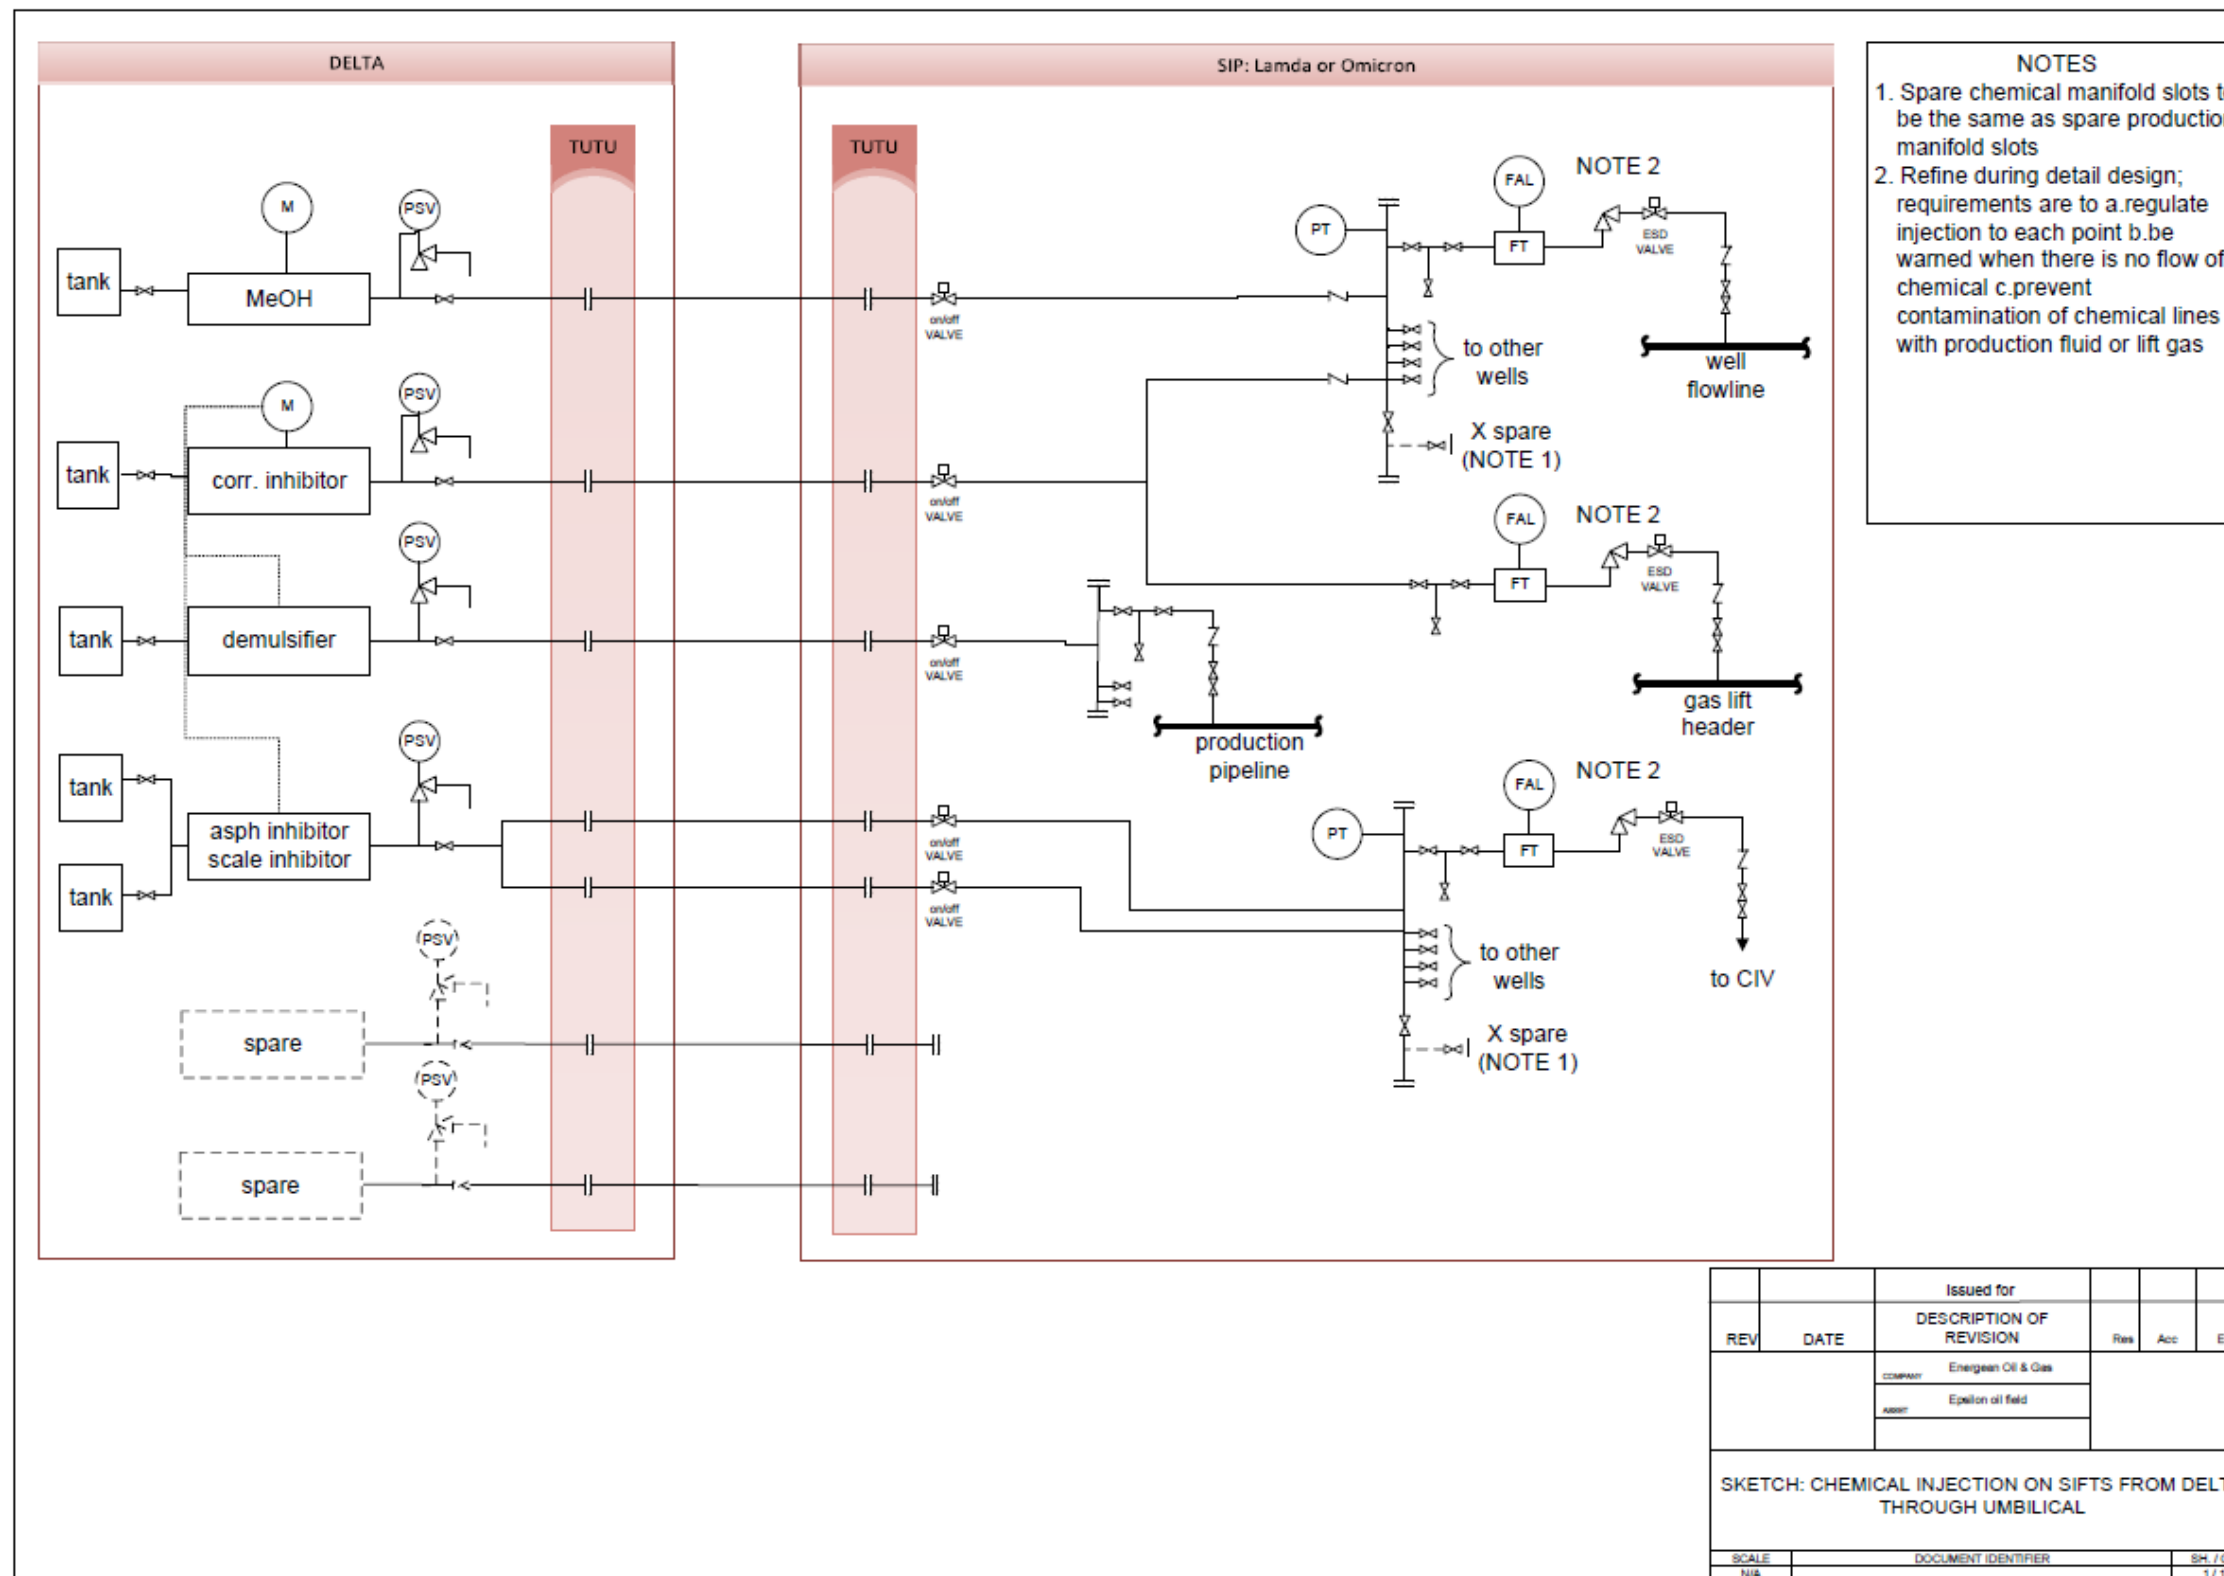 DELTA
SIP: Lamda or Omicron
TUTU
TUTU
NOTES
1. Spare chemical manifold slots t
be the same as spare production
manifold slots
2. Refine during detail design;
requirements are to a.regulate
injection to each point b.be
warned when there is no flow of
chemical c.prevent
contamination of chemical lines
with production fluid or lift gas
M
PSV
tank
MeOH
on/off
VALVE
PT
FAL
NOTE 2
FT
ESD
VALVE
to other
wells
well
flowline
X spare
(NOTE 1)
M
PSV
tank
corr. inhibitor
on/off
VALVE
FAL
NOTE 2
FT
ESD
VALVE
gas lift
header
PSV
tank
demulsifier
on/off
VALVE
production
pipeline
PSV
tank
tank
asph inhibitor
scale inhibitor
on/off
VALVE
on/off
VALVE
PT
FAL
NOTE 2
FT
ESD
VALVE
to other
wells
to CIV
X spare
(NOTE 1)
PSV
spare
PSV
spare
Issued for
REV
DATE
DESCRIPTION OF
REVISION
Res
Acc
E
COMPANY
Energean Oil & Gas
ASSET
Epsilon oil field
SKETCH: CHEMICAL INJECTION ON SIFTS FROM DELT
THROUGH UMBILICAL
SCALE
DOCUMENT IDENTIFIER
SH. /
N/A
1 / 1